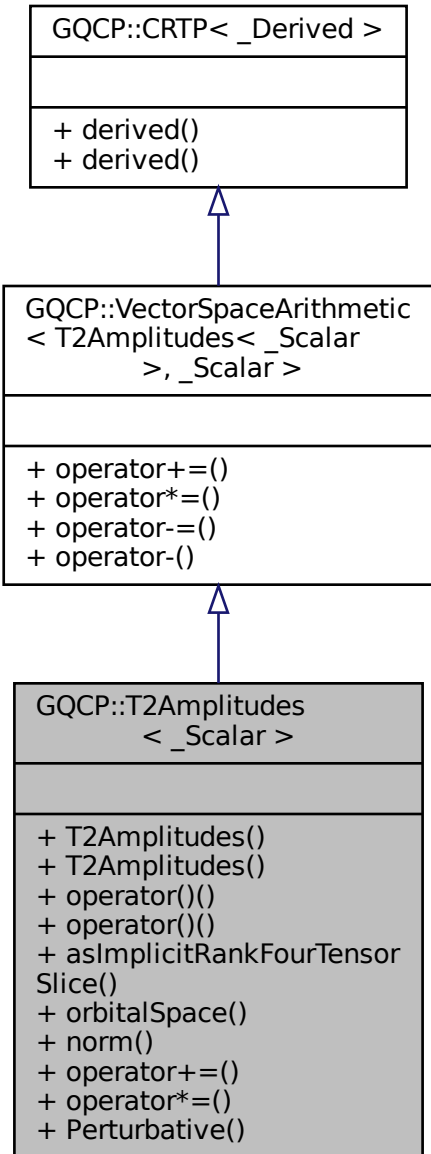 GQCP::CRTP< _Derived >
+ derived()
+ derived()
GQCP::VectorSpaceArithmetic
< T2Amplitudes< _Scalar
>, _Scalar >
+ operator+=()
+ operator*=()
+ operator-=()
+ operator-()
GQCP::T2Amplitudes
< _Scalar >
+ T2Amplitudes()
+ T2Amplitudes()
+ operator()()
+ operator()()
+ asImplicitRankFourTensor
Slice()
+ orbitalSpace()
+ norm()
+ operator+=()
+ operator*=()
+ Perturbative()